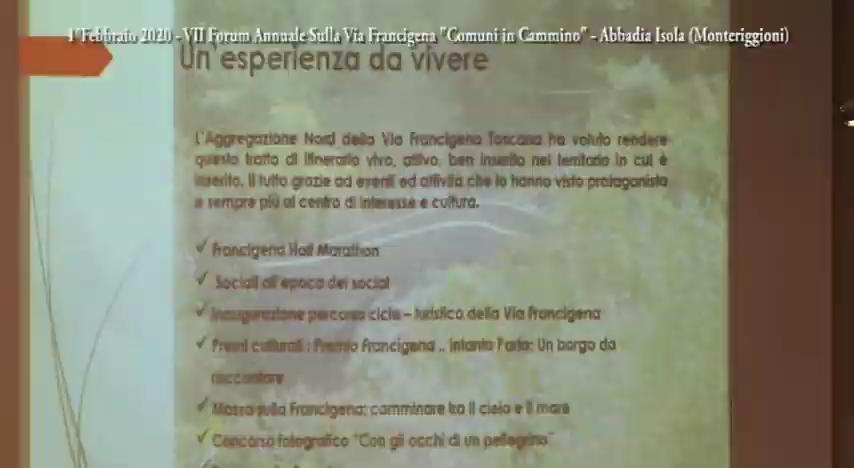 1° Febbraio 2020 - VII Forum Annuale Sulla Via Francigena "Comuni in Cammino" - Abbadia Isola (Monteriggioni)
Un'esperienza da vivere
L'Aggregazione Nord della Via Francigena Toscana ha voluto rendere
questo tratto di itinerario vivo, attivo, ben inserito nel territorio in cui è
inserito. Il tutto grazie ad eventi ed attività che lo hanno visto protagonista
e sempre più al centro di interesse e cultura.
✓ Francigena Half Marathon
✓ Sociali all'epoca dei social
✓ Inaugurazione percorso ciclo – turistico della Via Francigena
✓ Premi culturali : Premio Francigena .. intanto Parla: Un borgo da
raccontare
✓ Massa sulla Francigena: camminare tra il cielo e il mare
✓ Concorso fotografico "Con gli occhi di un pellegrino"